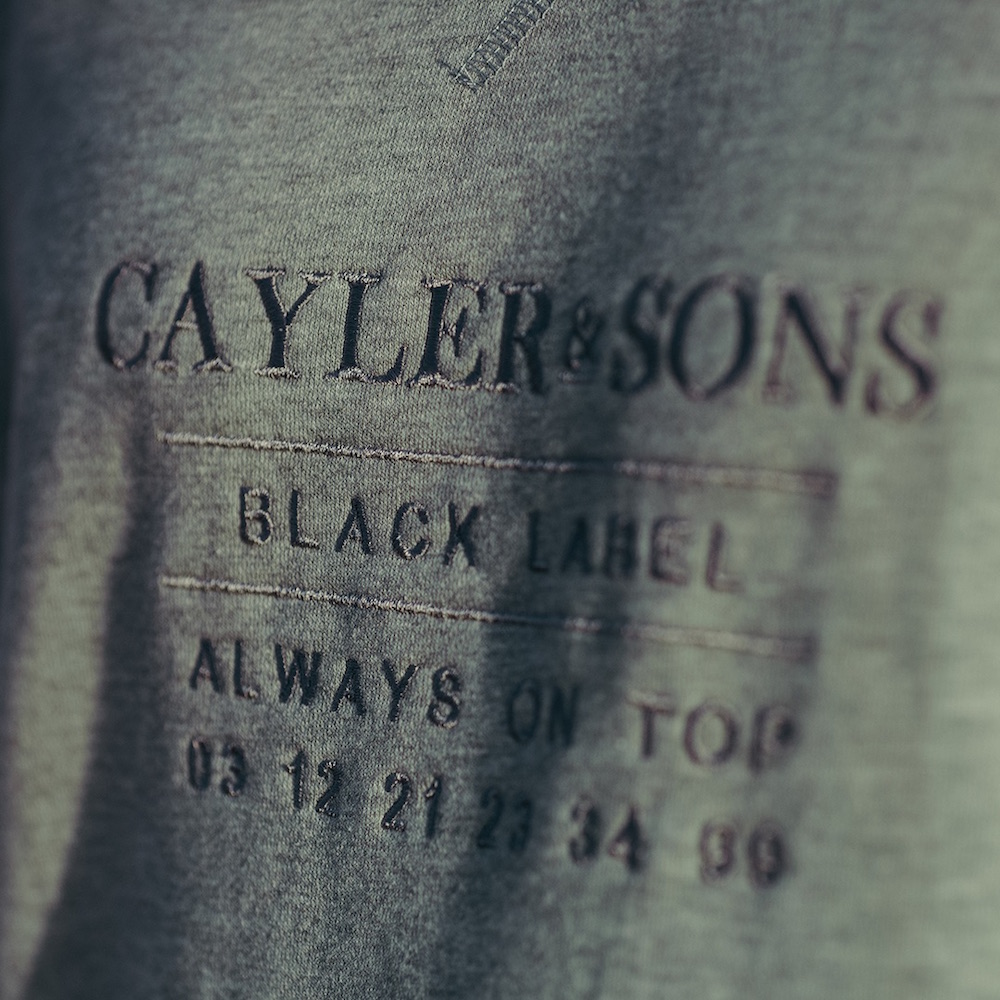 CAYLER & SONS
BLACK LABEL
ALWAYS ON TOP
03 12 21 23 34